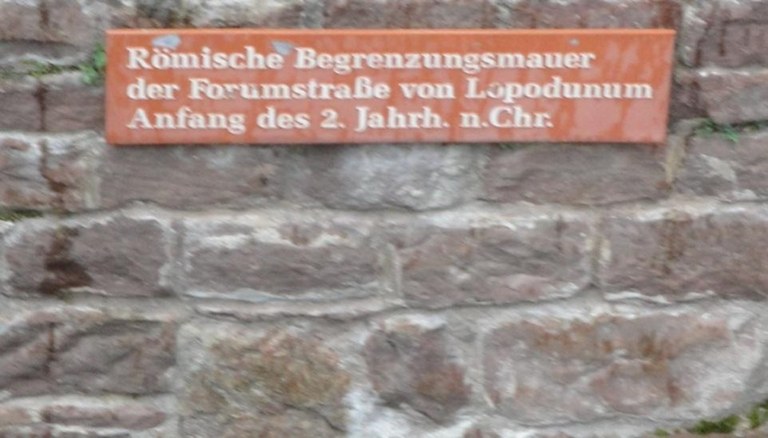 Römische Begrenzungsmauer
der Forumstraße von Lopodunum
Anfang des 2. Jahrh. n.Chr.